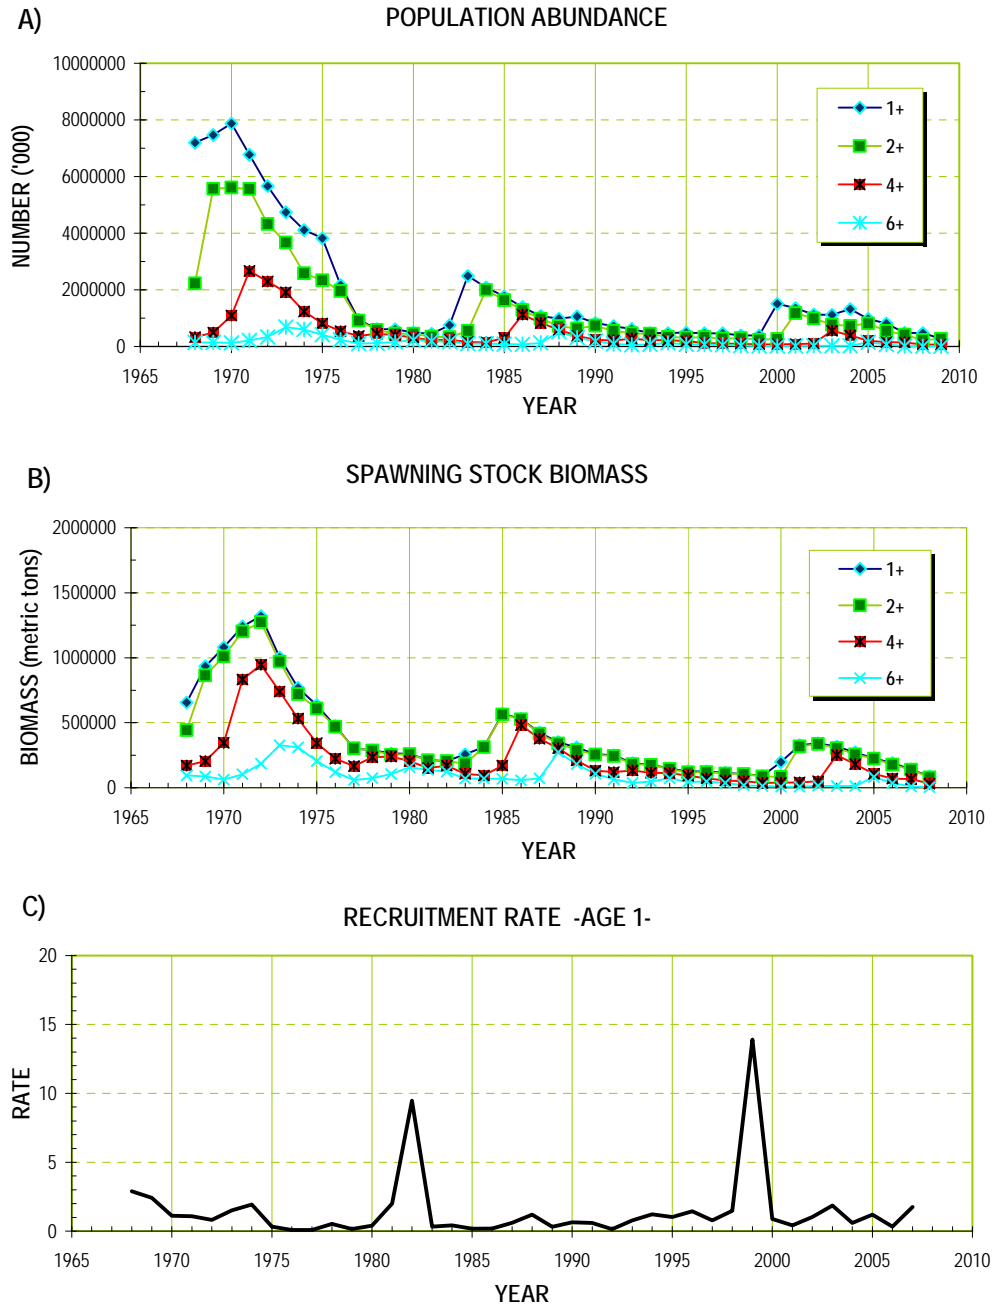 A)
POPULATION ABUNDANCE
10000000
8000000
6000000
4000000
2000000
0
NUMBER ('000)
1+
2+
4+
6+
1965 1970 1975 1980 1985 1990 1995 2000 2005 2010
YEAR
B)
SPAWNING STOCK BIOMASS
2000000
1500000
1000000
500000
0
BIOMASS (metric tons)
1+
2+
4+
6+
1965 1970 1975 1980 1985 1990 1995 2000 2005 2010
YEAR
C)
RECRUITMENT RATE -AGE 1-
20
15
10
5
0
RATE
1965 1970 1975 1980 1985 1990 1995 2000 2005 2010
YEAR